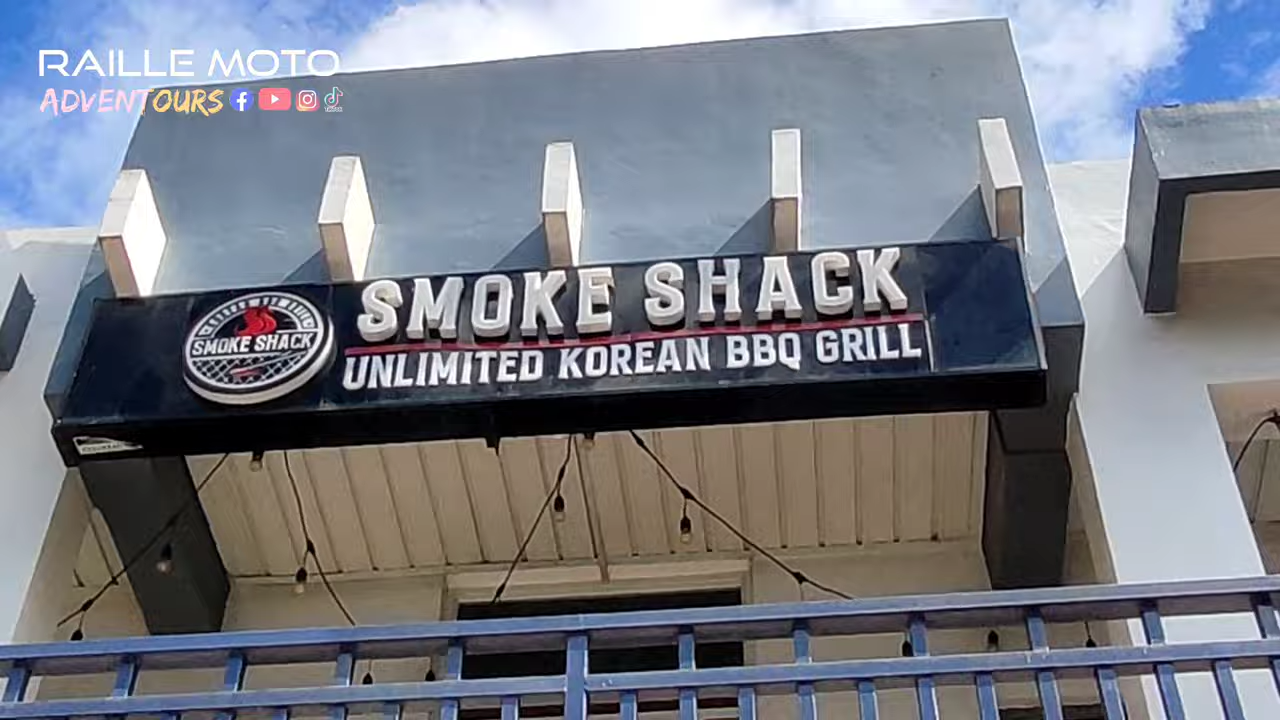 RAILLE MOTO
ADVENTOURS
SMOKE SHACK
SMOKE SHACK
UNLIMITED KOREAN BBQ GRILL